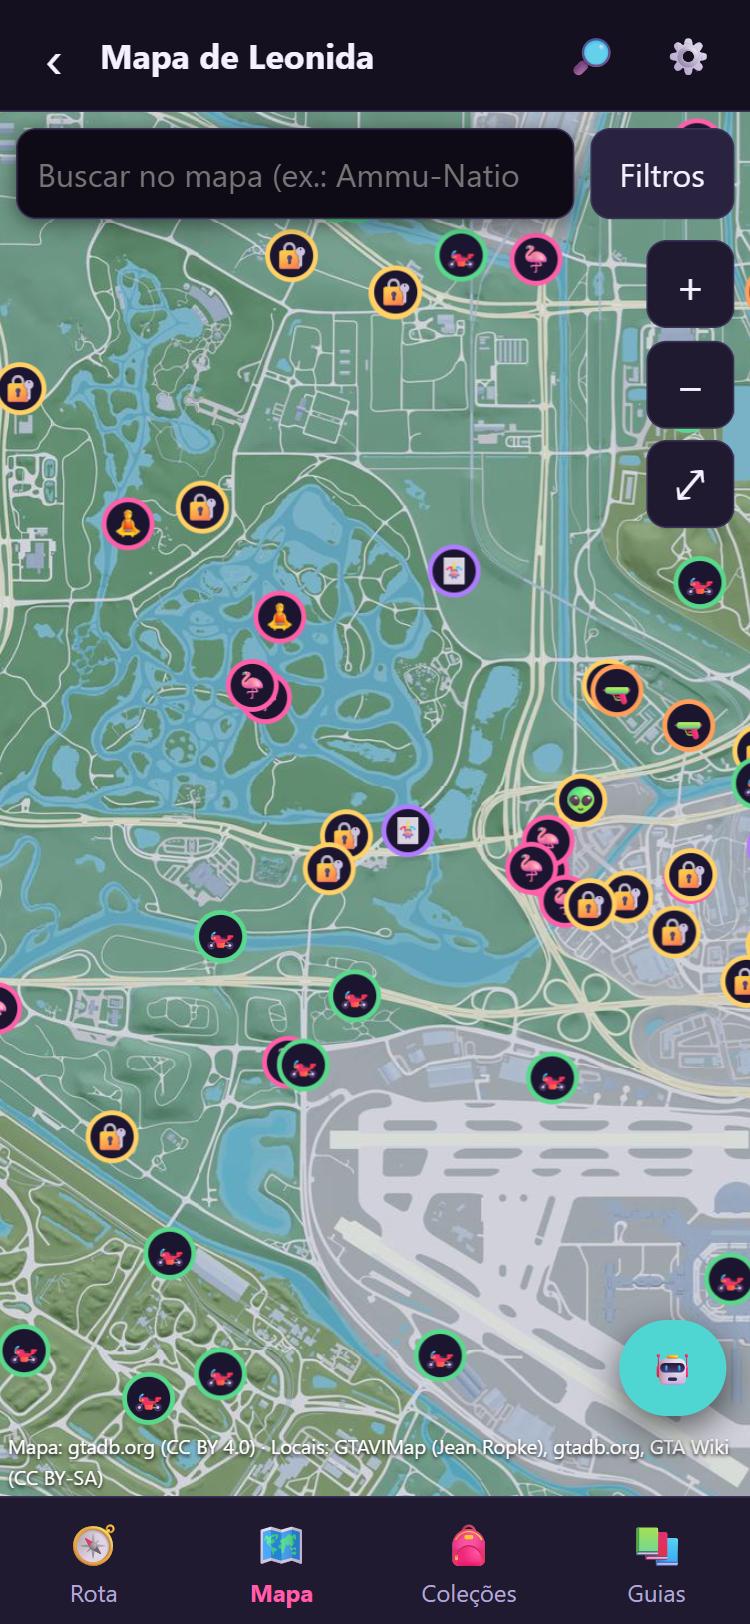 Mapa de Leonida
Buscar no mapa (ex.: Ammu-Natio
Filtros
+
−
Mapa: gtadb.org (CC BY 4.0) · Locais: GTAVIMap (Jean Ropke), gtadb.org, GTA Wiki
(CC BY-SA)
Rota
Mapa
Coleções
Guias